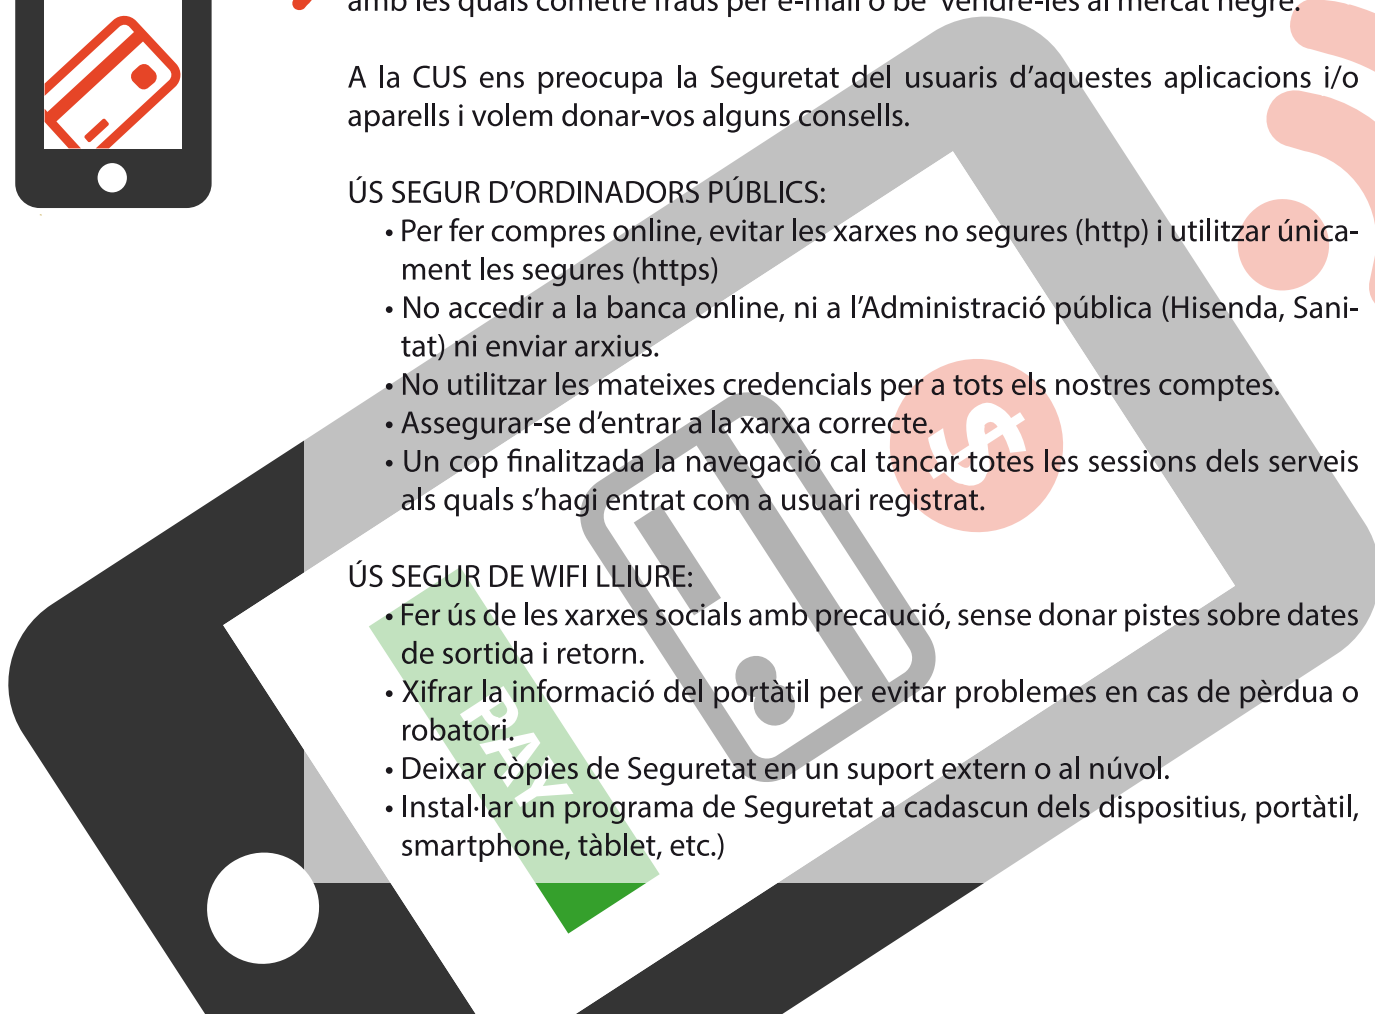 amb les quals cometre fraus per e-mail o bé vendre-les al mercat negre.
A la CUS ens preocupa la Seguretat del usuaris d’aquestes aplicacions i/o
aparells i volem donar-vos alguns consells.
ÚS SEGUR D’ORDINADORS PÚBLICS:
• Per fer compres online, evitar les xarxes no segures (http) i utilitzar única-
ment les segures (https)
• No accedir a la banca online, ni a l’Administració pública (Hisenda, Sani-
tat) ni enviar arxius.
• No utilitzar les mateixes credencials per a tots els nostres comptes.
• Assegurar-se d’entrar a la xarxa correcte.
• Un cop finalitzada la navegació cal tancar totes les sessions dels serveis
als quals s’hagi entrat com a usuari registrat.
ÚS SEGUR DE WIFI LLIURE:
• Fer ús de les xarxes socials amb precaució, sense donar pistes sobre dates
de sortida i retorn.
• Xifrar la informació del portàtil per evitar problemes en cas de pèrdua o
robatori.
• Deixar còpies de Seguretat en un suport extern o al núvol.
• Instal·lar un programa de Seguretat a cadascun dels dispositius, portàtil,
smartphone, tàblet, etc.)
PAY
$